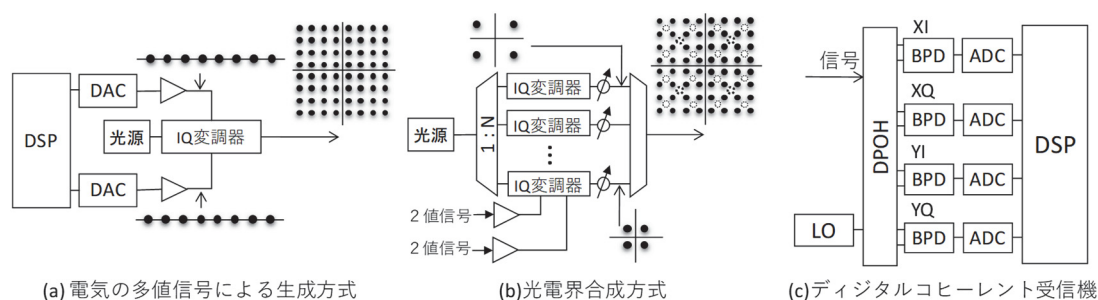 DSP
DAC
光源
IQ変調器
DAC
(a) 電気の多値信号による生成方式
光源
1:N
IQ変調器
IQ変調器
IQ変調器
2値信号
2値信号
(b)光電界合成方式
信号
LO
DPOH
XI
BPD
ADC
XQ
BPD
ADC
YI
BPD
ADC
YQ
BPD
ADC
DSP
(c)ディジタルコヒーレント受信機